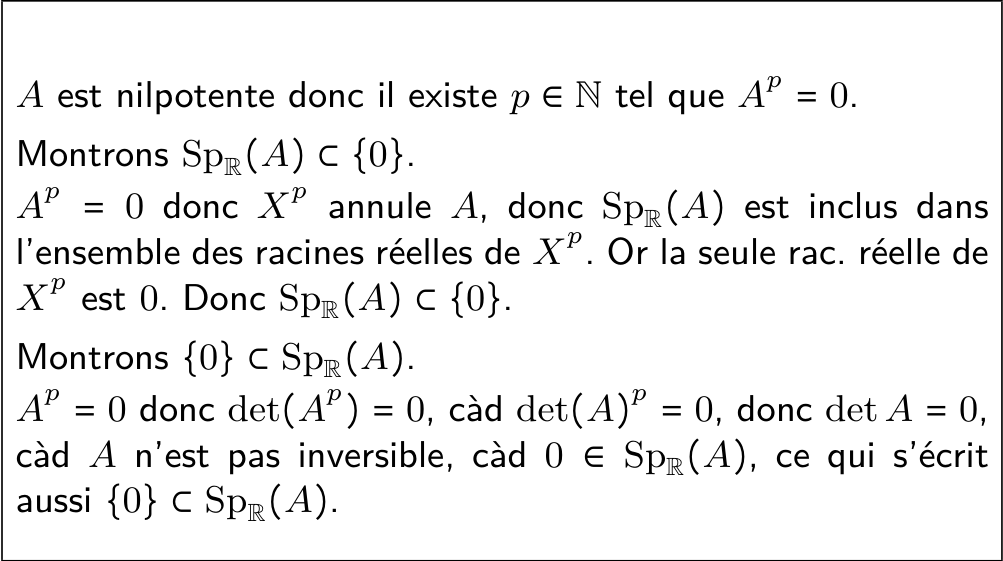 A est nilpotente donc il existe p ∈ ℕ tel que A^p = 0.
Montrons Sp_ℝ(A) ⊂ {0}.
A^p = 0 donc X^p annule A, donc Sp_ℝ(A) est inclus dans
l'ensemble des racines réelles de X^p. Or la seule rac. réelle de
X^p est 0. Donc Sp_ℝ(A) ⊂ {0}.
Montrons {0} ⊂ Sp_ℝ(A).
A^p = 0 donc det(A^p) = 0, càd det(A)^p = 0, donc det A = 0,
càd A n'est pas inversible, càd 0 ∈ Sp_ℝ(A), ce qui s'écrit
aussi {0} ⊂ Sp_ℝ(A).